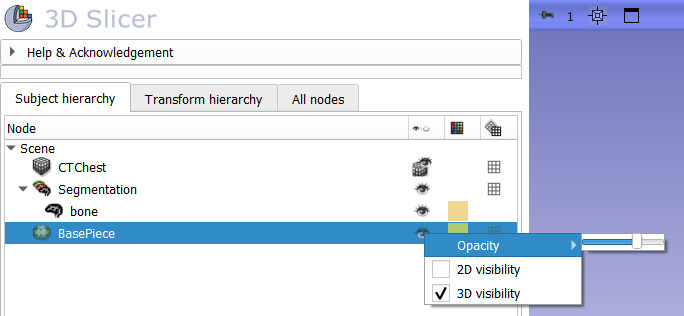 3D Slicer
1
Help & Acknowledgement
Subject hierarchy
Transform hierarchy
All nodes
Node
Scene
CTChest
Segmentation
bone
BasePiece
Opacity
2D visibility
3D visibility